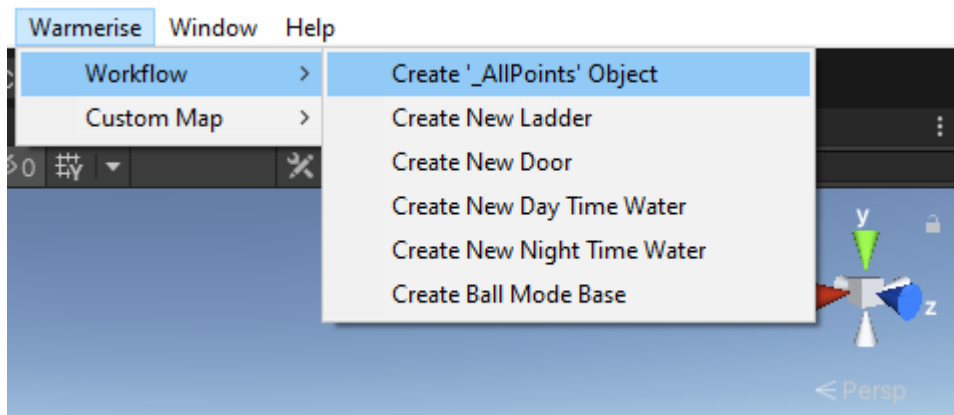 Warmerise Window Help
Workflow >
Custom Map >
Create '_AllPoints' Object
Create New Ladder
Create New Door
Create New Day Time Water
Create New Night Time Water
Create Ball Mode Base
0
y
z
< Persp